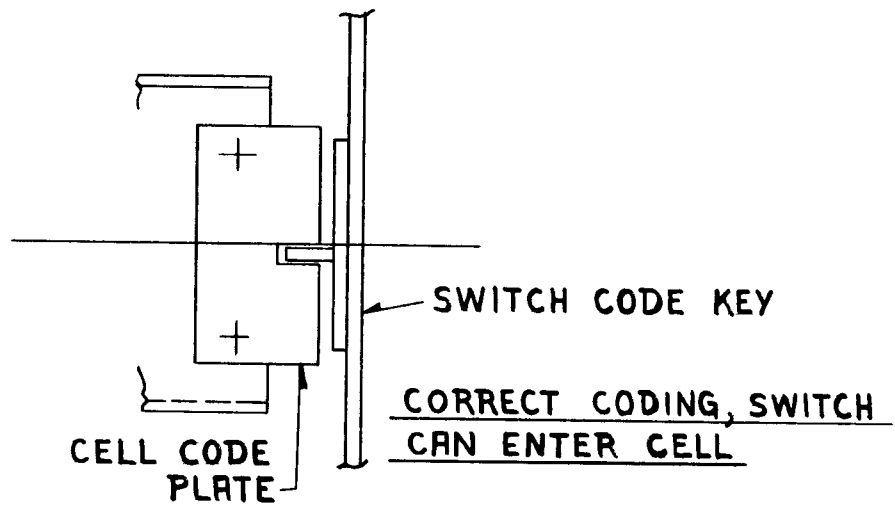 SWITCH CODE KEY
CORRECT CODING, SWITCH
CAN ENTER CELL
CELL CODE
PLATE